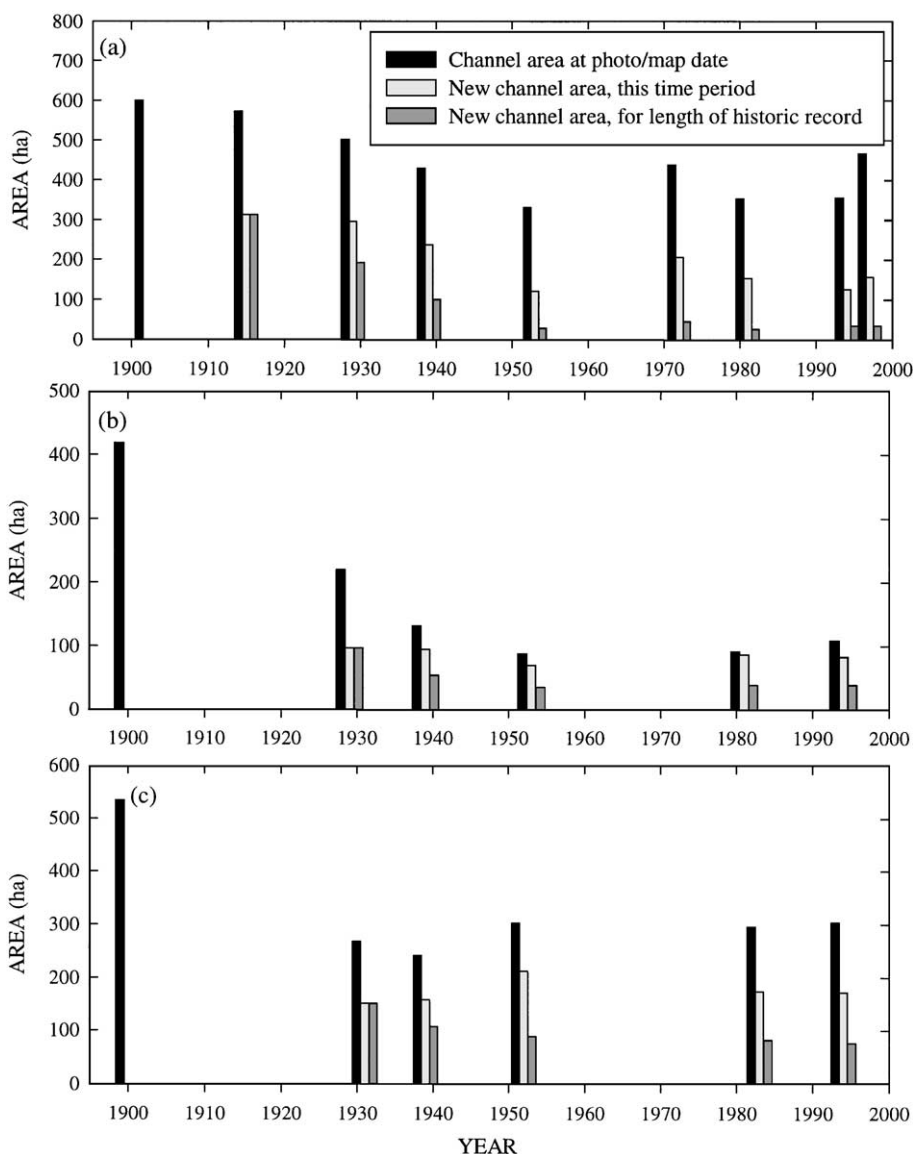 800
(a)
Channel area at photo/map date
700
New channel area, this time period
600
New channel area, for length of historic record
500
AREA (ha)
400
300
200
100
0
1900 1910 1920 1930 1940 1950 1960 1970 1980 1990 2000
500
(b)
400
AREA (ha)
300
200
100
0
1900 1910 1920 1930 1940 1950 1960 1970 1980 1990 2000
600
(c)
500
400
AREA (ha)
300
200
100
0
1900 1910 1920 1930 1940 1950 1960 1970 1980 1990 2000
YEAR